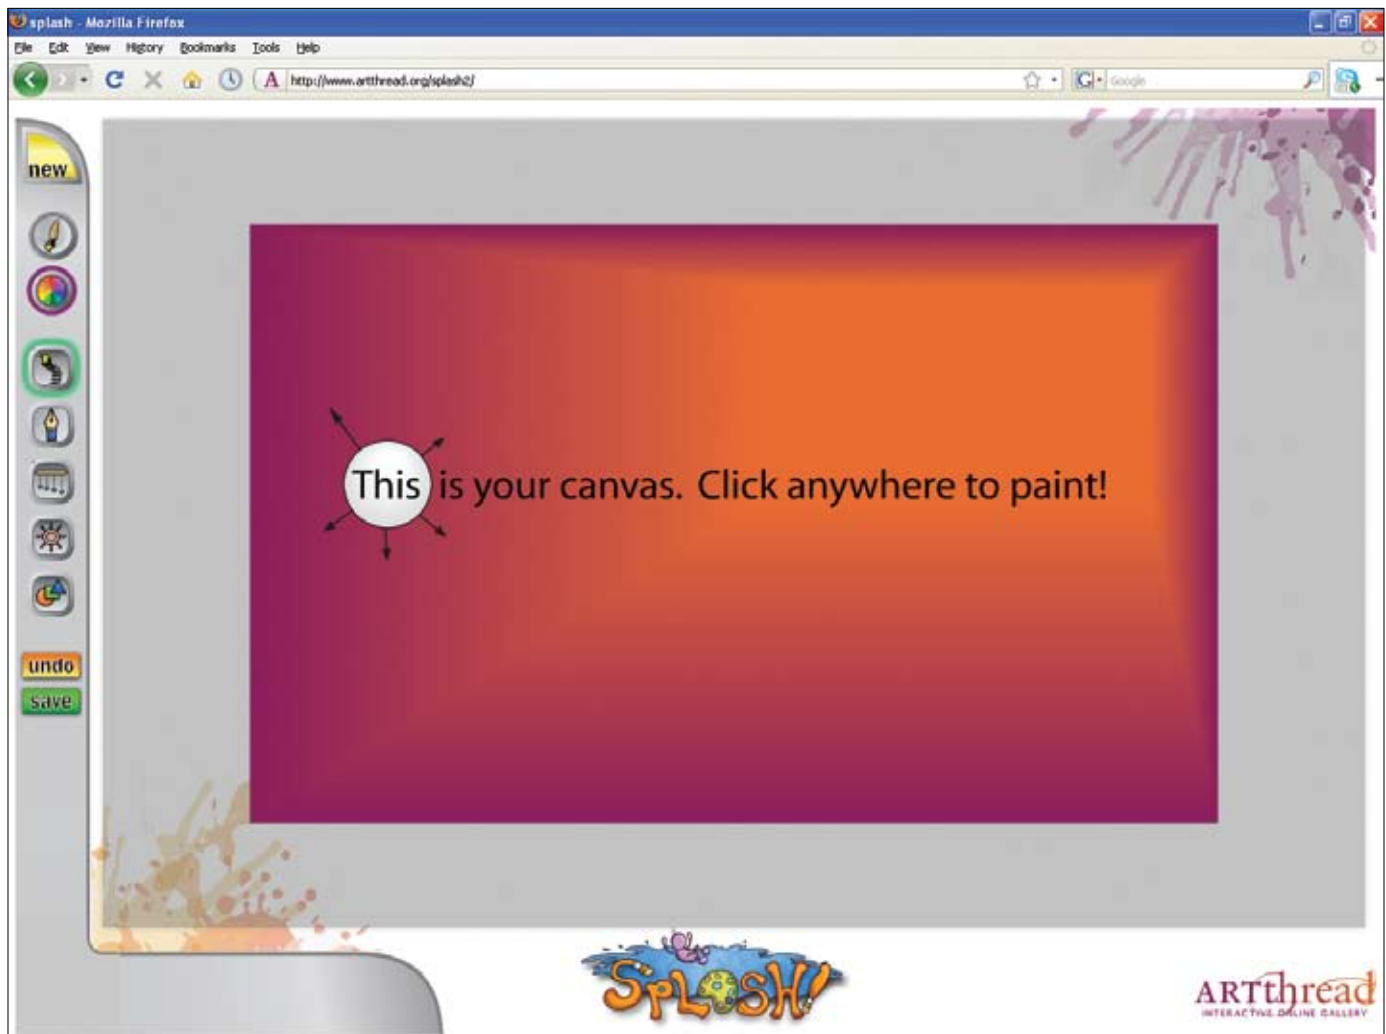 splash - Mozilla Firefox
File Edit View History Bookmarks Tools Help
A http://www.artthread.org/splash2/ G Google
new
This is your canvas. Click anywhere to paint!
undo
save
SPLOSH!
ARTthread
INTERACTIVE ONLINE GALLERY